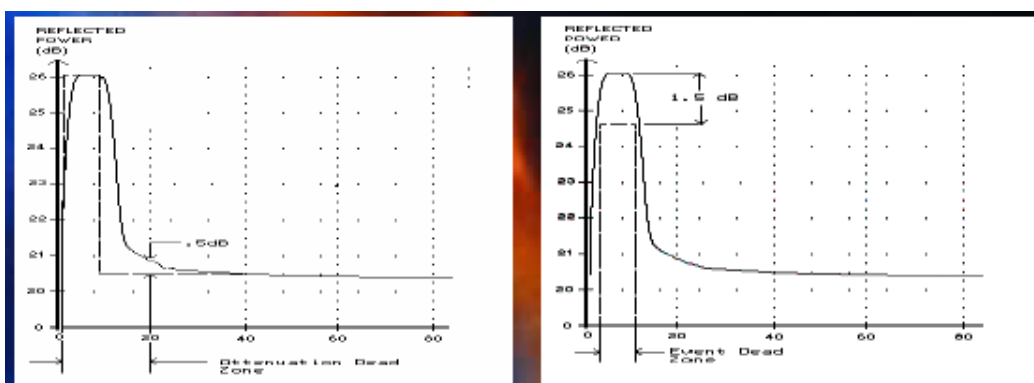 REFLECTED
POWER
(dB)
26
25
24
23
22
21
20
0
.5dB
0
20
40
60
80
Attenuation Dead
Zone
REFLECTED
POWER
(dB)
26
25
24
23
22
21
20
0
1.5 dB
0
20
40
60
80
Event Dead
Zone